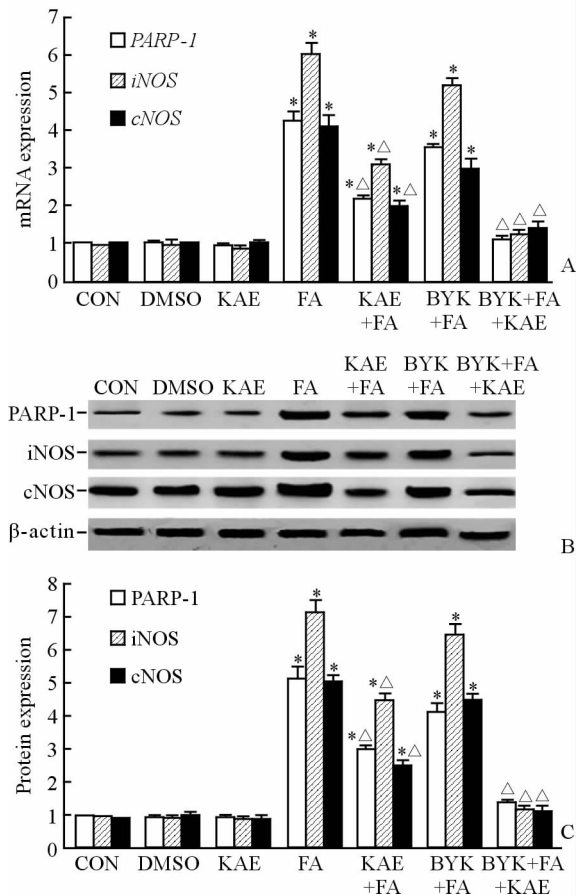 7
6
5
4
3
2
1
0
mRNA expression
PARP-1
iNOS
cNOS
* * *
*△ *△ *△
* * *
△ △ △
CON DMSO KAE FA KAE BYK BYK+FA
+FA +FA +KAE
A
KAE BYK BYK+FA
CON DMSO KAE FA +FA +FA +KAE
PARP-1
iNOS
cNOS
β-actin
B
8
7
6
5
4
3
2
1
0
Protein expression
PARP-1
iNOS
cNOS
* * *
*△ *△ *△
* * *
△ △ △
CON DMSO KAE FA KAE BYK BYK+FA
+FA +FA +KAE
C